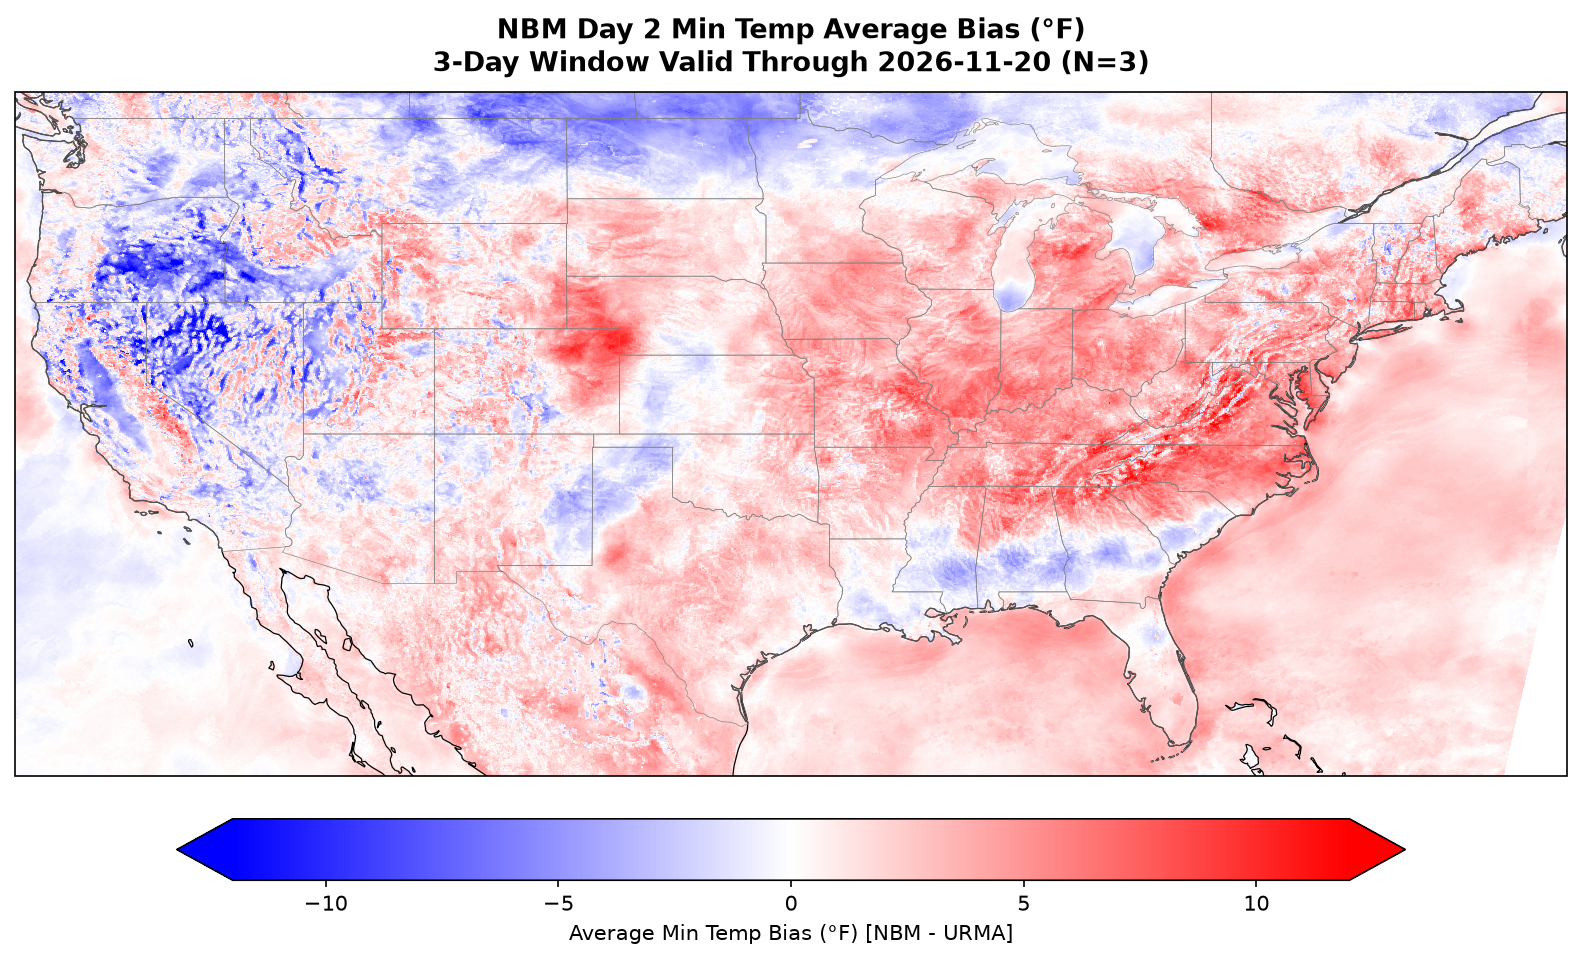 NBM Day 2 Min Temp Average Bias (°F)
3-Day Window Valid Through 2026-11-20 (N=3)
−10 −5 0 5 10
Average Min Temp Bias (°F) [NBM - URMA]